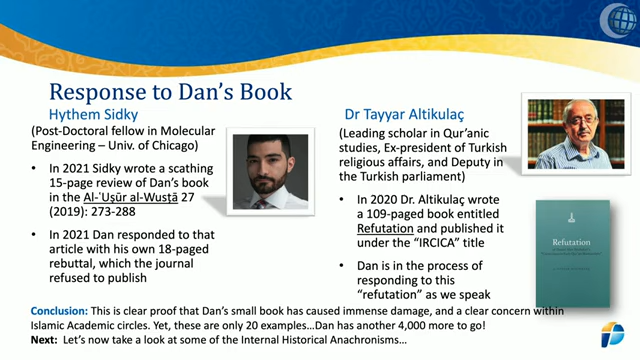 Response to Dan's Book
Hythem Sidky
(Post-Doctoral fellow in Molecular
Engineering – Univ. of Chicago)
• In 2021 Sidky wrote a scathing
15-page review of Dan's book
in the Al-ʿUṣūr al-Wusṭā 27
(2019): 273-288
• In 2021 Dan responded to that
article with his own 18-paged
rebuttal, which the journal
refused to publish
Dr Tayyar Altikulaç
(Leading scholar in Qur'anic
studies, Ex-president of Turkish
religious affairs, and Deputy in
the Turkish parliament)
• In 2020 Dr. Altikulaç wrote
a 109-paged book entitled
Refutation and published it
under the "IRCICA" title
• Dan is in the process of
responding to this
"refutation" as we speak
Refutation
Conclusion: This is clear proof that Dan's small book has caused immense damage, and a clear concern within
Islamic Academic circles. Yet, these are only 20 examples…Dan has another 4,000 more to go!
Next: Let's now take a look at some of the Internal Historical Anachronisms…